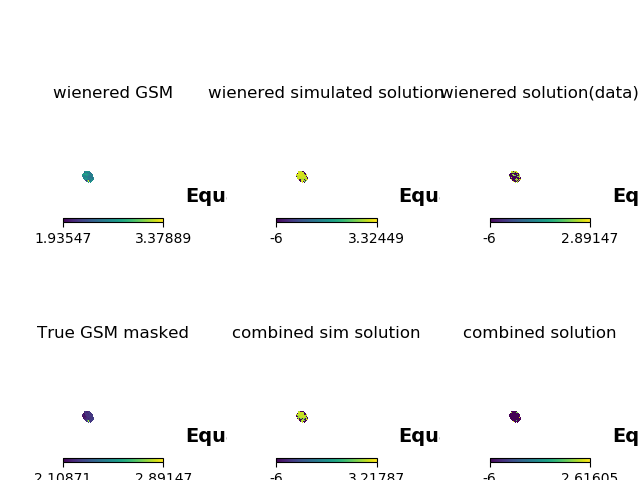 wienered GSM wienered simulated solution wienered solution(data)
Equ Equ Eq
1.93547 3.37889 -6 3.32449 -6 2.89147
True GSM masked combined sim solution combined solution
Equ Equ Eq
2.10871 2.89147 -6 3.21787 -6 2.61605